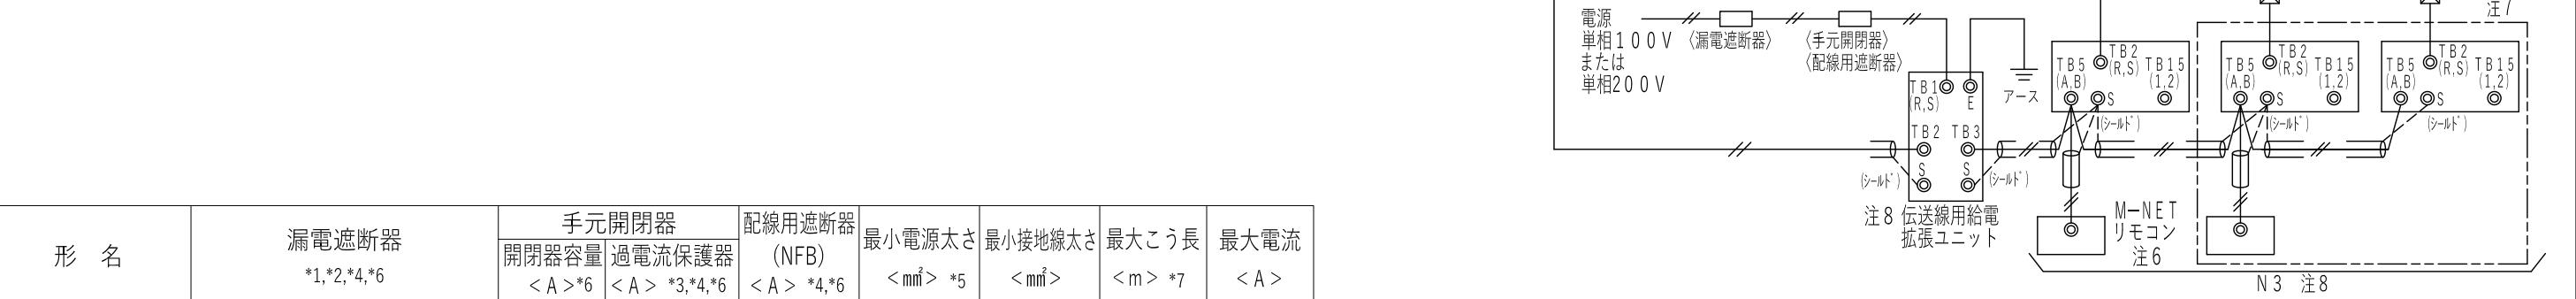 注7
電源
単相100V 〈漏電遮断器〉 〈手元開閉器〉
または 〈配線用遮断器〉
単相200V
TB1
(R,S)
E
アース
TB2 TB3
S S
(シールド) (シールド)
注8 伝送線用給電
拡張ユニット
TB2
(R,S)
TB5
(A,B)
TB15
(1,2)
S
(シールド)
TB2
(R,S)
TB5
(A,B)
TB15
(1,2)
S
(シールド)
TB2
(R,S)
TB5
(A,B)
TB15
(1,2)
S
(シールド)
M-NET
リモコン
注6
N3 注8
形 名
漏電遮断器
*1,*2,*4,*6
手元開閉器
開閉器容量
<A>*6
過電流保護器
<A> *3,*4,*6
配線用遮断器
(NFB)
<A> *4,*6
最小電源太さ
<mm²> *5
最小接地線太さ
<mm²>
最大こう長
<m> *7
最大電流
<A>